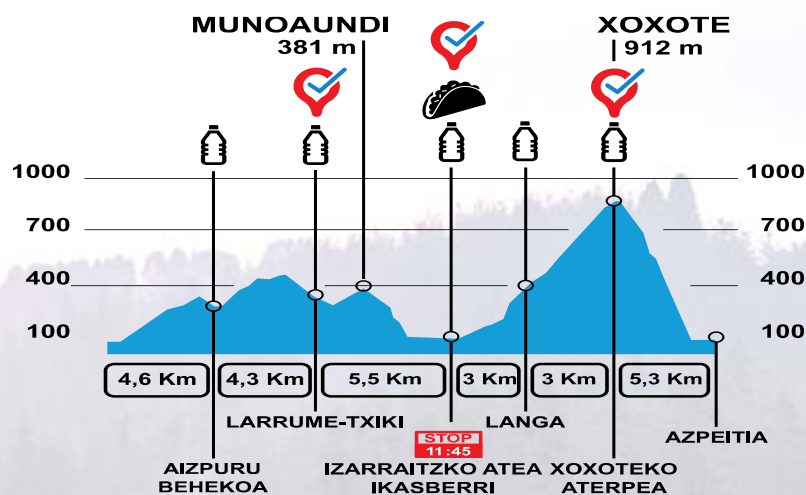 MUNOAUNDI
381 m
XOXOTE
912 m
1000
1000
700
700
400
400
100
100
4,6 Km
4,3 Km
5,5 Km
3 Km
3 Km
5,3 Km
LARRUME-TXIKI
LANGA
AZPEITIA
STOP
11:45
AIZPURU
BEHEKOA
IZARRAITZKO ATEA
IKASBERRI
XOXOTEKO
ATERPEA